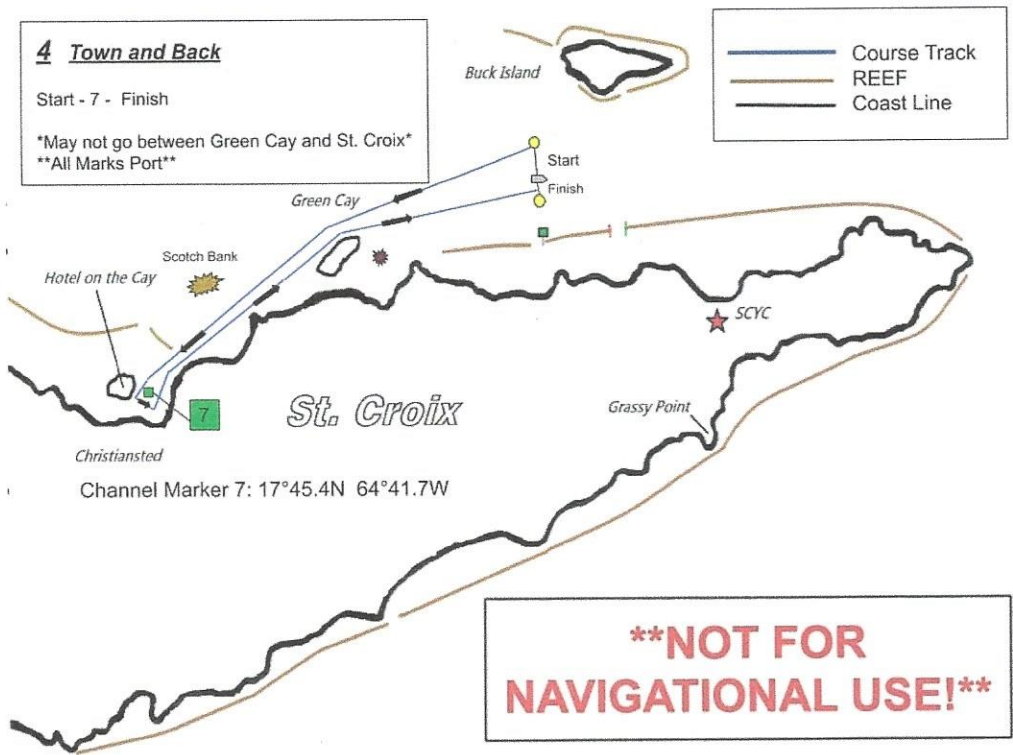 4 Town and Back
Start - 7 - Finish
*May not go between Green Cay and St. Croix*
**All Marks Port**
Buck Island
Course Track
REEF
Coast Line
Start
Finish
Green Cay
Scotch Bank
Hotel on the Cay
SCYC
7
St. Croix
Grassy Point
Christiansted
Channel Marker 7: 17°45.4N 64°41.7W
**NOT FOR
NAVIGATIONAL USE!**